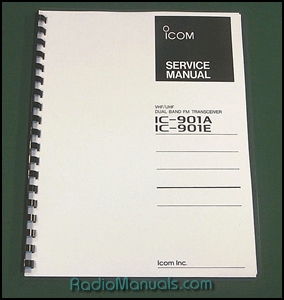 ICOM
SERVICE
MANUAL
VHF/UHF
DUAL BAND FM TRANSCEIVER
IC-901A
IC-901E
Icom Inc.
RadioManuals.com